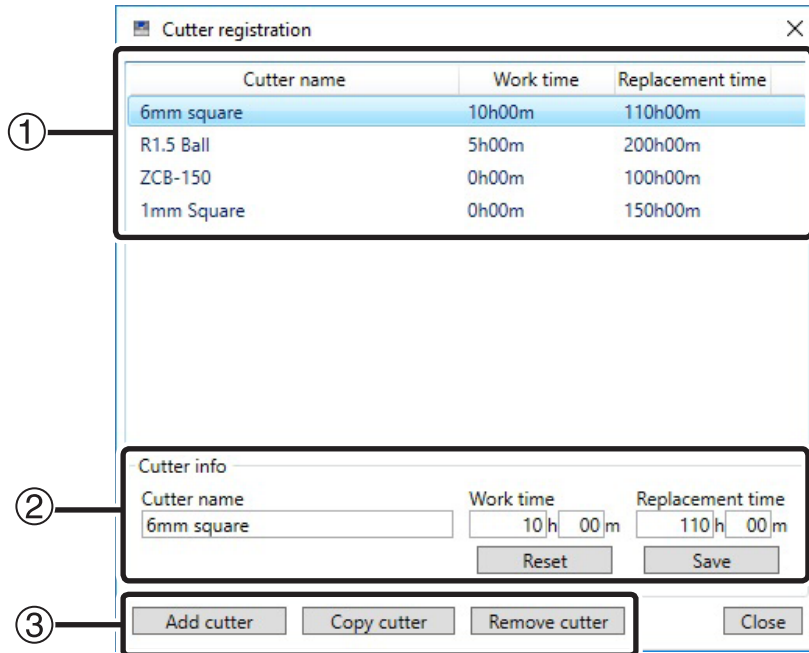 Cutter registration
Cutter name Work time Replacement time
① 6mm square 10h00m 110h00m
R1.5 Ball 5h00m 200h00m
ZCB-150 0h00m 100h00m
1mm Square 0h00m 150h00m
Cutter info
② Cutter name Work time Replacement time
6mm square 10 h 00 m 110 h 00 m
Reset Save
③ Add cutter Copy cutter Remove cutter Close